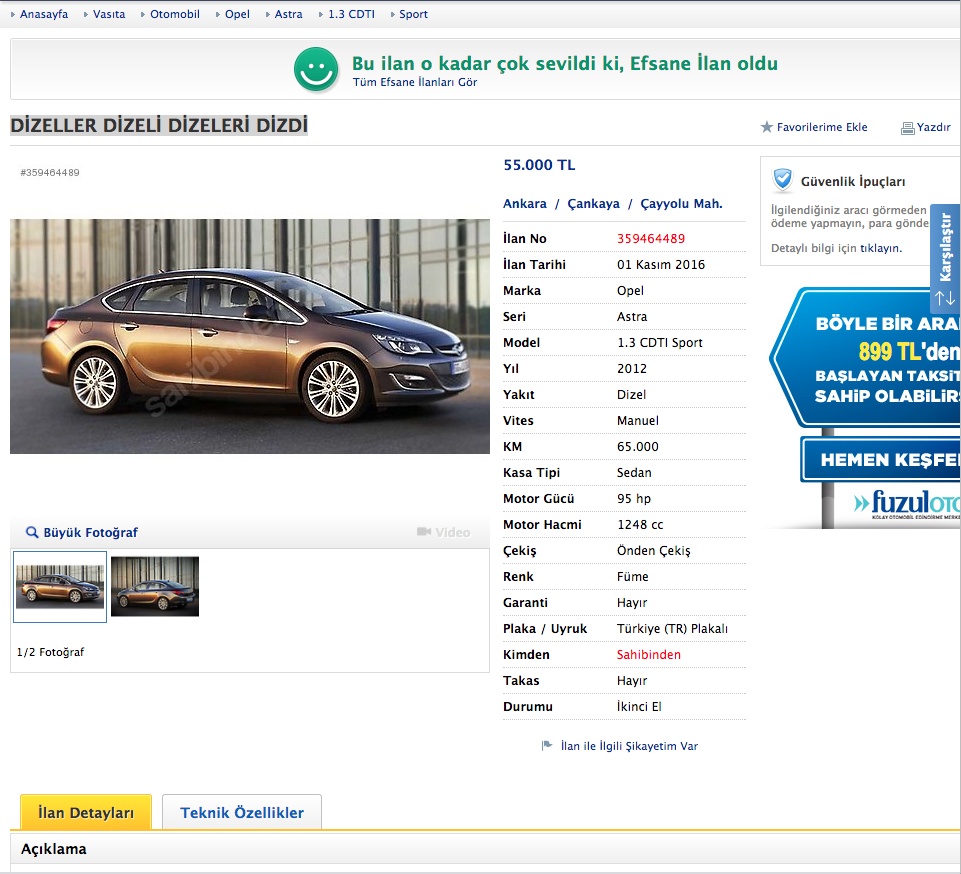 Anasayfa Vasıta Otomobil Opel Astra 1.3 CDTI Sport
Bu ilan o kadar çok sevildi ki, Efsane İlan oldu
Tüm Efsane İlanları Gör
DİZELLER DİZELİ DİZELERİ DİZDİ
Favorilerime Ekle Yazdır
#359464489
55.000 TL
Ankara / Çankaya / Çayyolu Mah.
İlan No 359464489
İlan Tarihi 01 Kasım 2016
Marka Opel
Seri Astra
Model 1.3 CDTI Sport
Yıl 2012
Yakıt Dizel
Vites Manuel
KM 65.000
Kasa Tipi Sedan
Motor Gücü 95 hp
Motor Hacmi 1248 cc
Çekiş Önden Çekiş
Renk Füme
Garanti Hayır
Plaka / Uyruk Türkiye (TR) Plakalı
Kimden Sahibinden
Takas Hayır
Durumu İkinci El
İlan ile İlgili Şikayetim Var
Güvenlik İpuçları
İlgilendiğiniz aracı görmeden
ödeme yapmayın, para gönde
Detaylı bilgi için tıklayın.
Karşılaştır
BÖYLE BİR ARA
899 TL'den
BAŞLAYAN TAKSİT
SAHİP OLABİLİRS
HEMEN KEŞFE
fuzuloto
KOLAY OTOMOBİL EDİNDİRME MERKE
Büyük Fotoğraf Video
1/2 Fotoğraf
İlan Detayları Teknik Özellikler
Açıklama